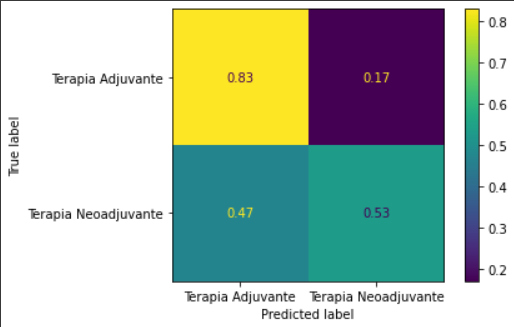 Terapia Adjuvante
Terapia Neoadjuvante
True label
0.83
0.17
0.47
0.53
Terapia Adjuvante
Terapia Neoadjuvante
Predicted label
0.8
0.7
0.6
0.5
0.4
0.3
0.2